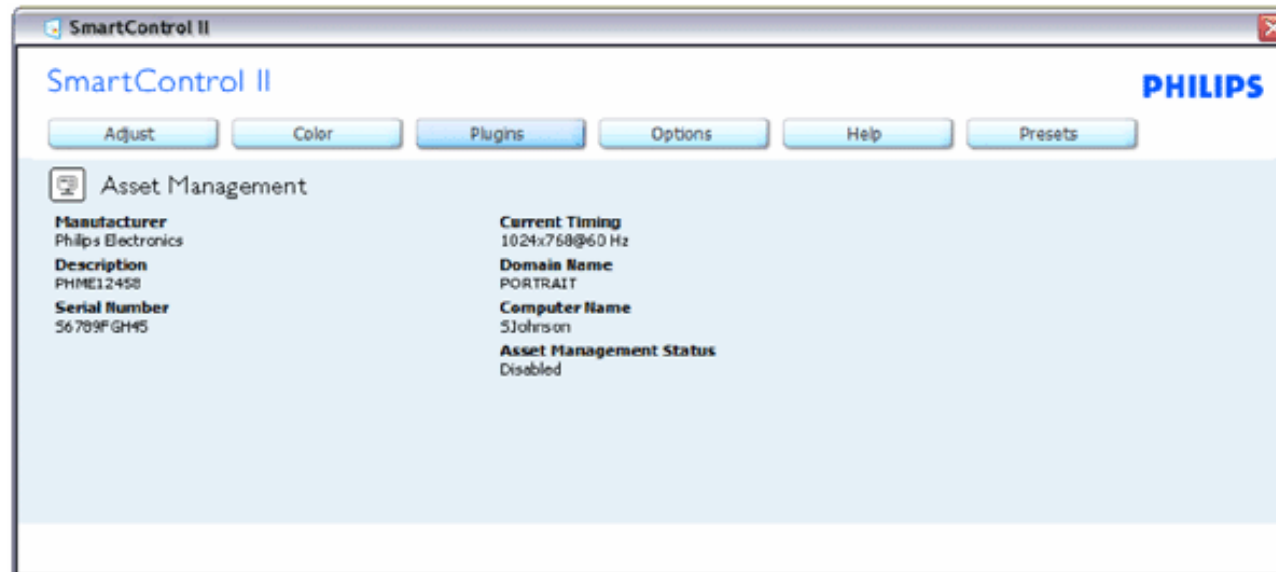 SmartControl II
SmartControl II
PHILIPS
Adjust
Color
Plugins
Options
Help
Presets
Asset Management
Manufacturer
Philips Electronics
Description
PHME12458
Serial Number
56789FGH45
Current Timing
1024x768@60 Hz
Domain Name
PORTRAIT
Computer Name
SJohnson
Asset Management Status
Disabled